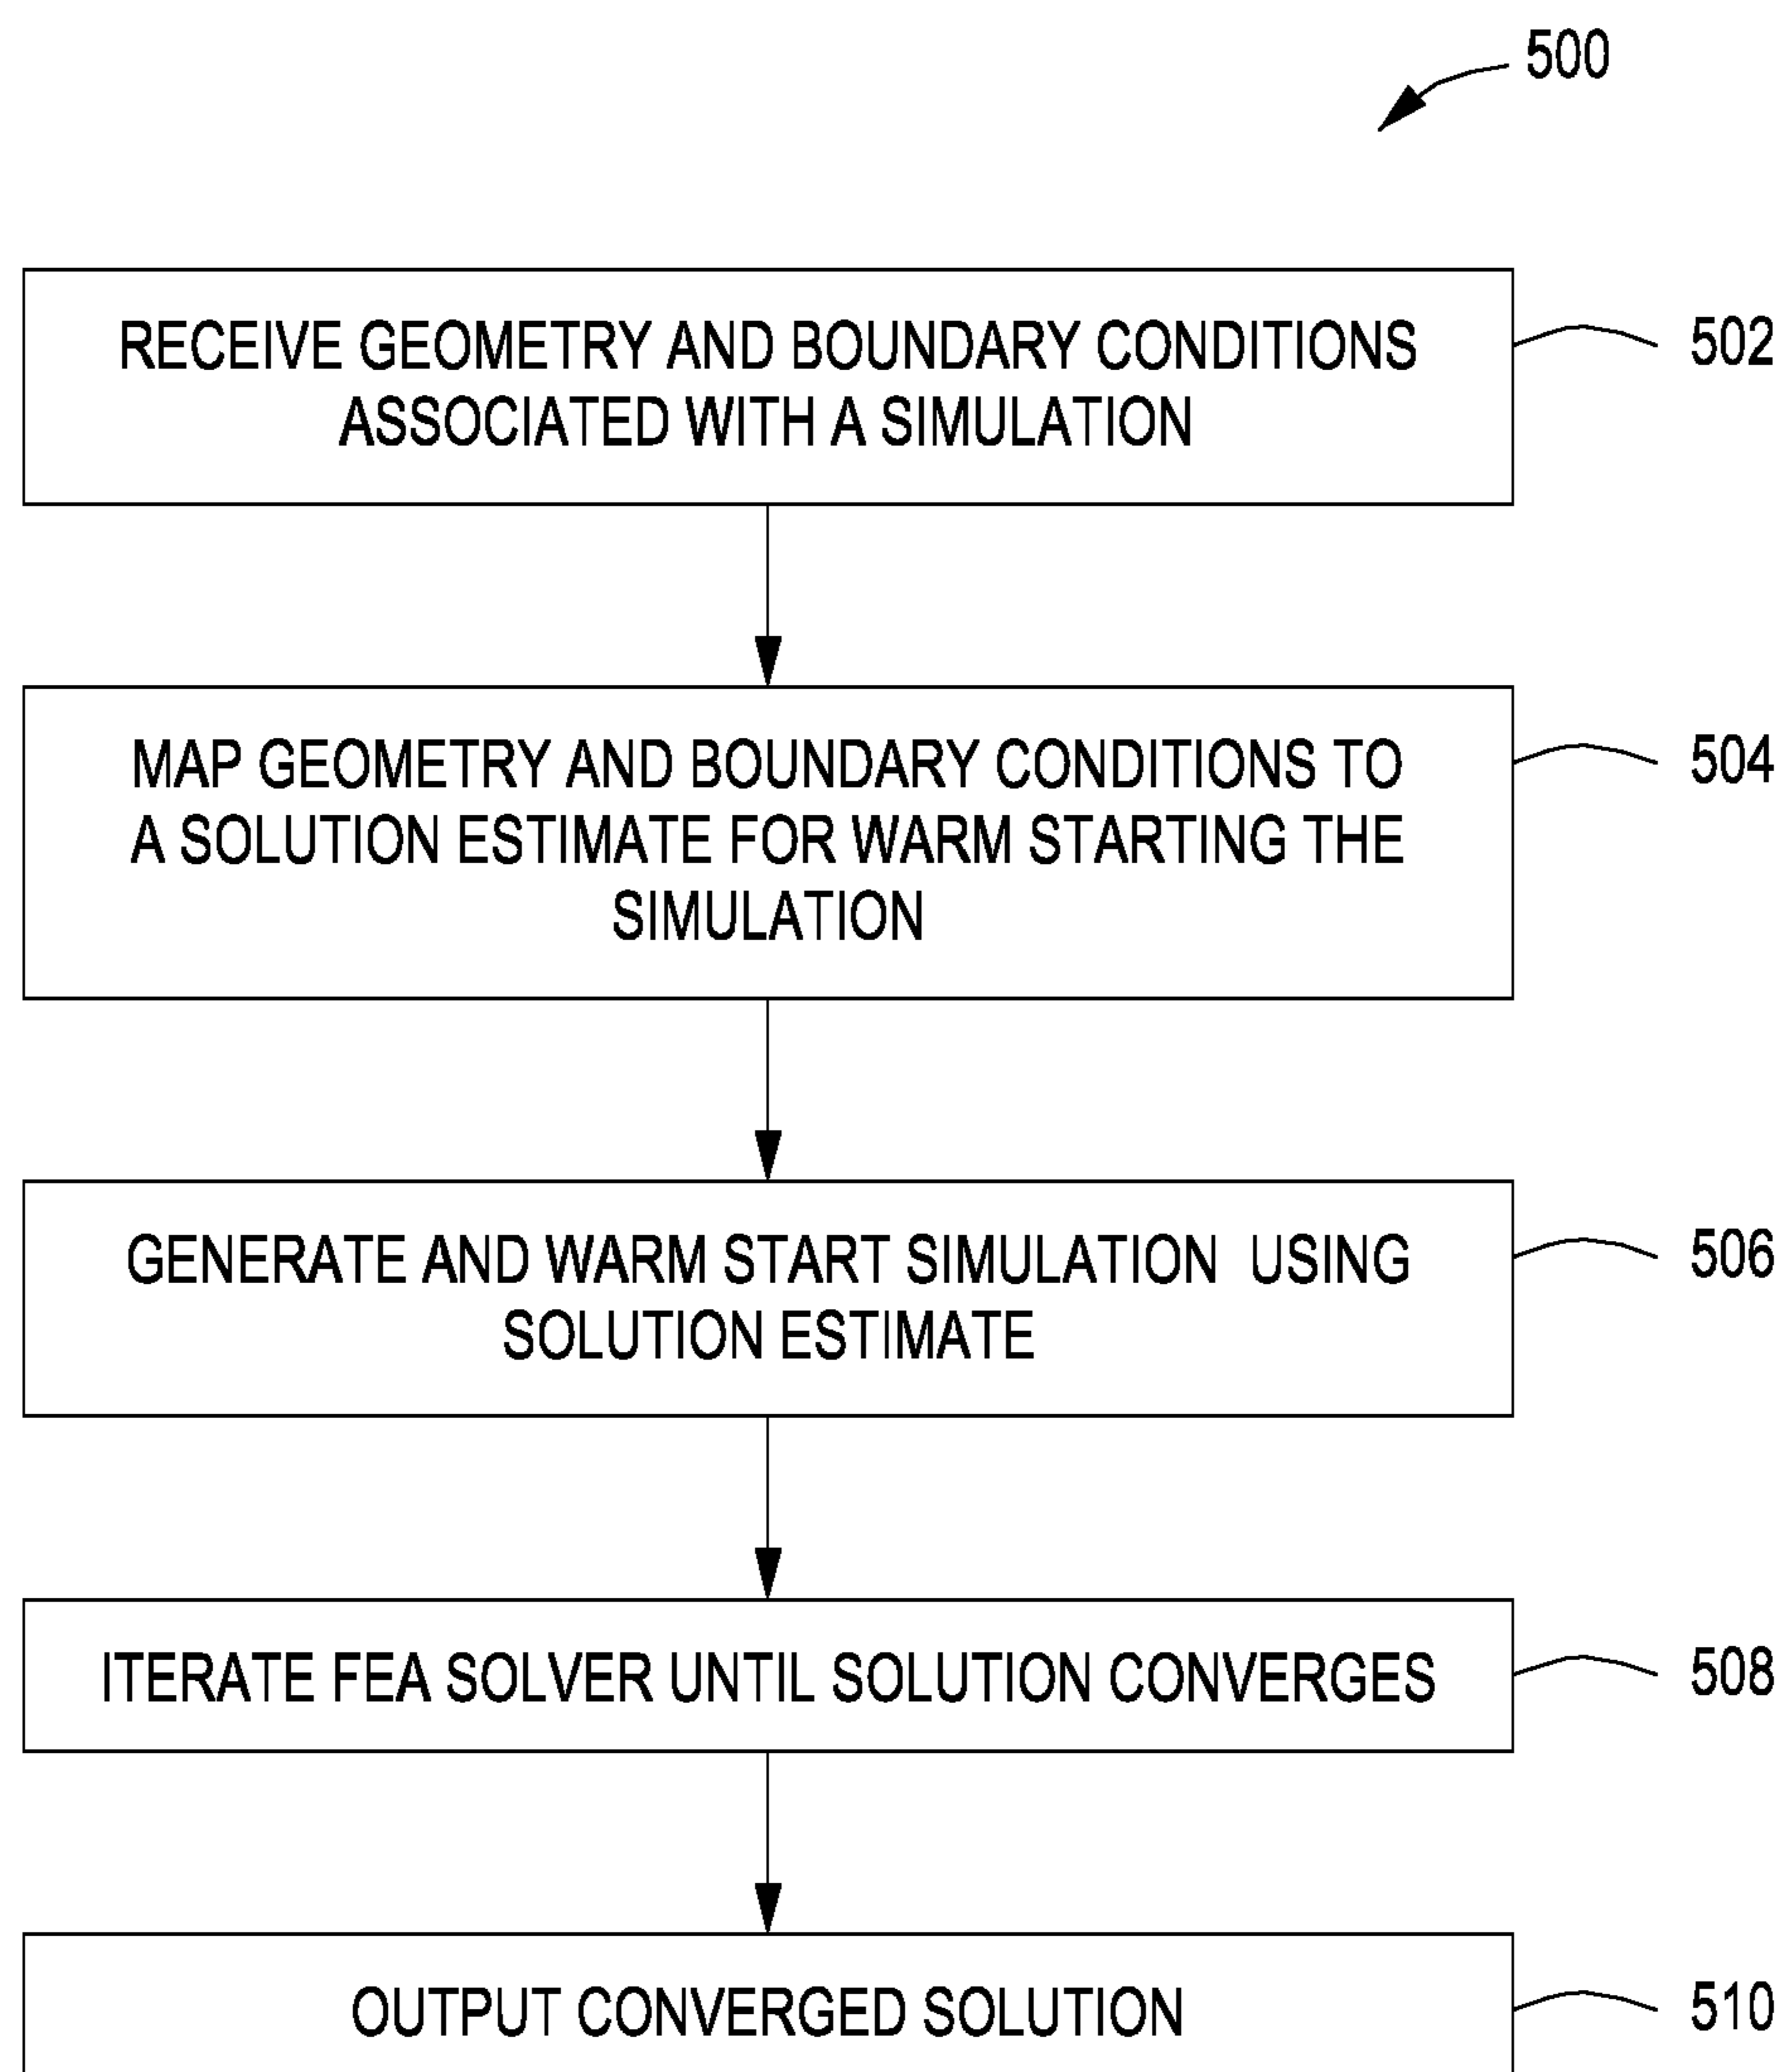 500
RECEIVE GEOMETRY AND BOUNDARY CONDITIONS
ASSOCIATED WITH A SIMULATION
502
MAP GEOMETRY AND BOUNDARY CONDITIONS TO
A SOLUTION ESTIMATE FOR WARM STARTING THE
SIMULATION
504
GENERATE AND WARM START SIMULATION USING
SOLUTION ESTIMATE
506
ITERATE FEA SOLVER UNTIL SOLUTION CONVERGES
508
OUTPUT CONVERGED SOLUTION
510